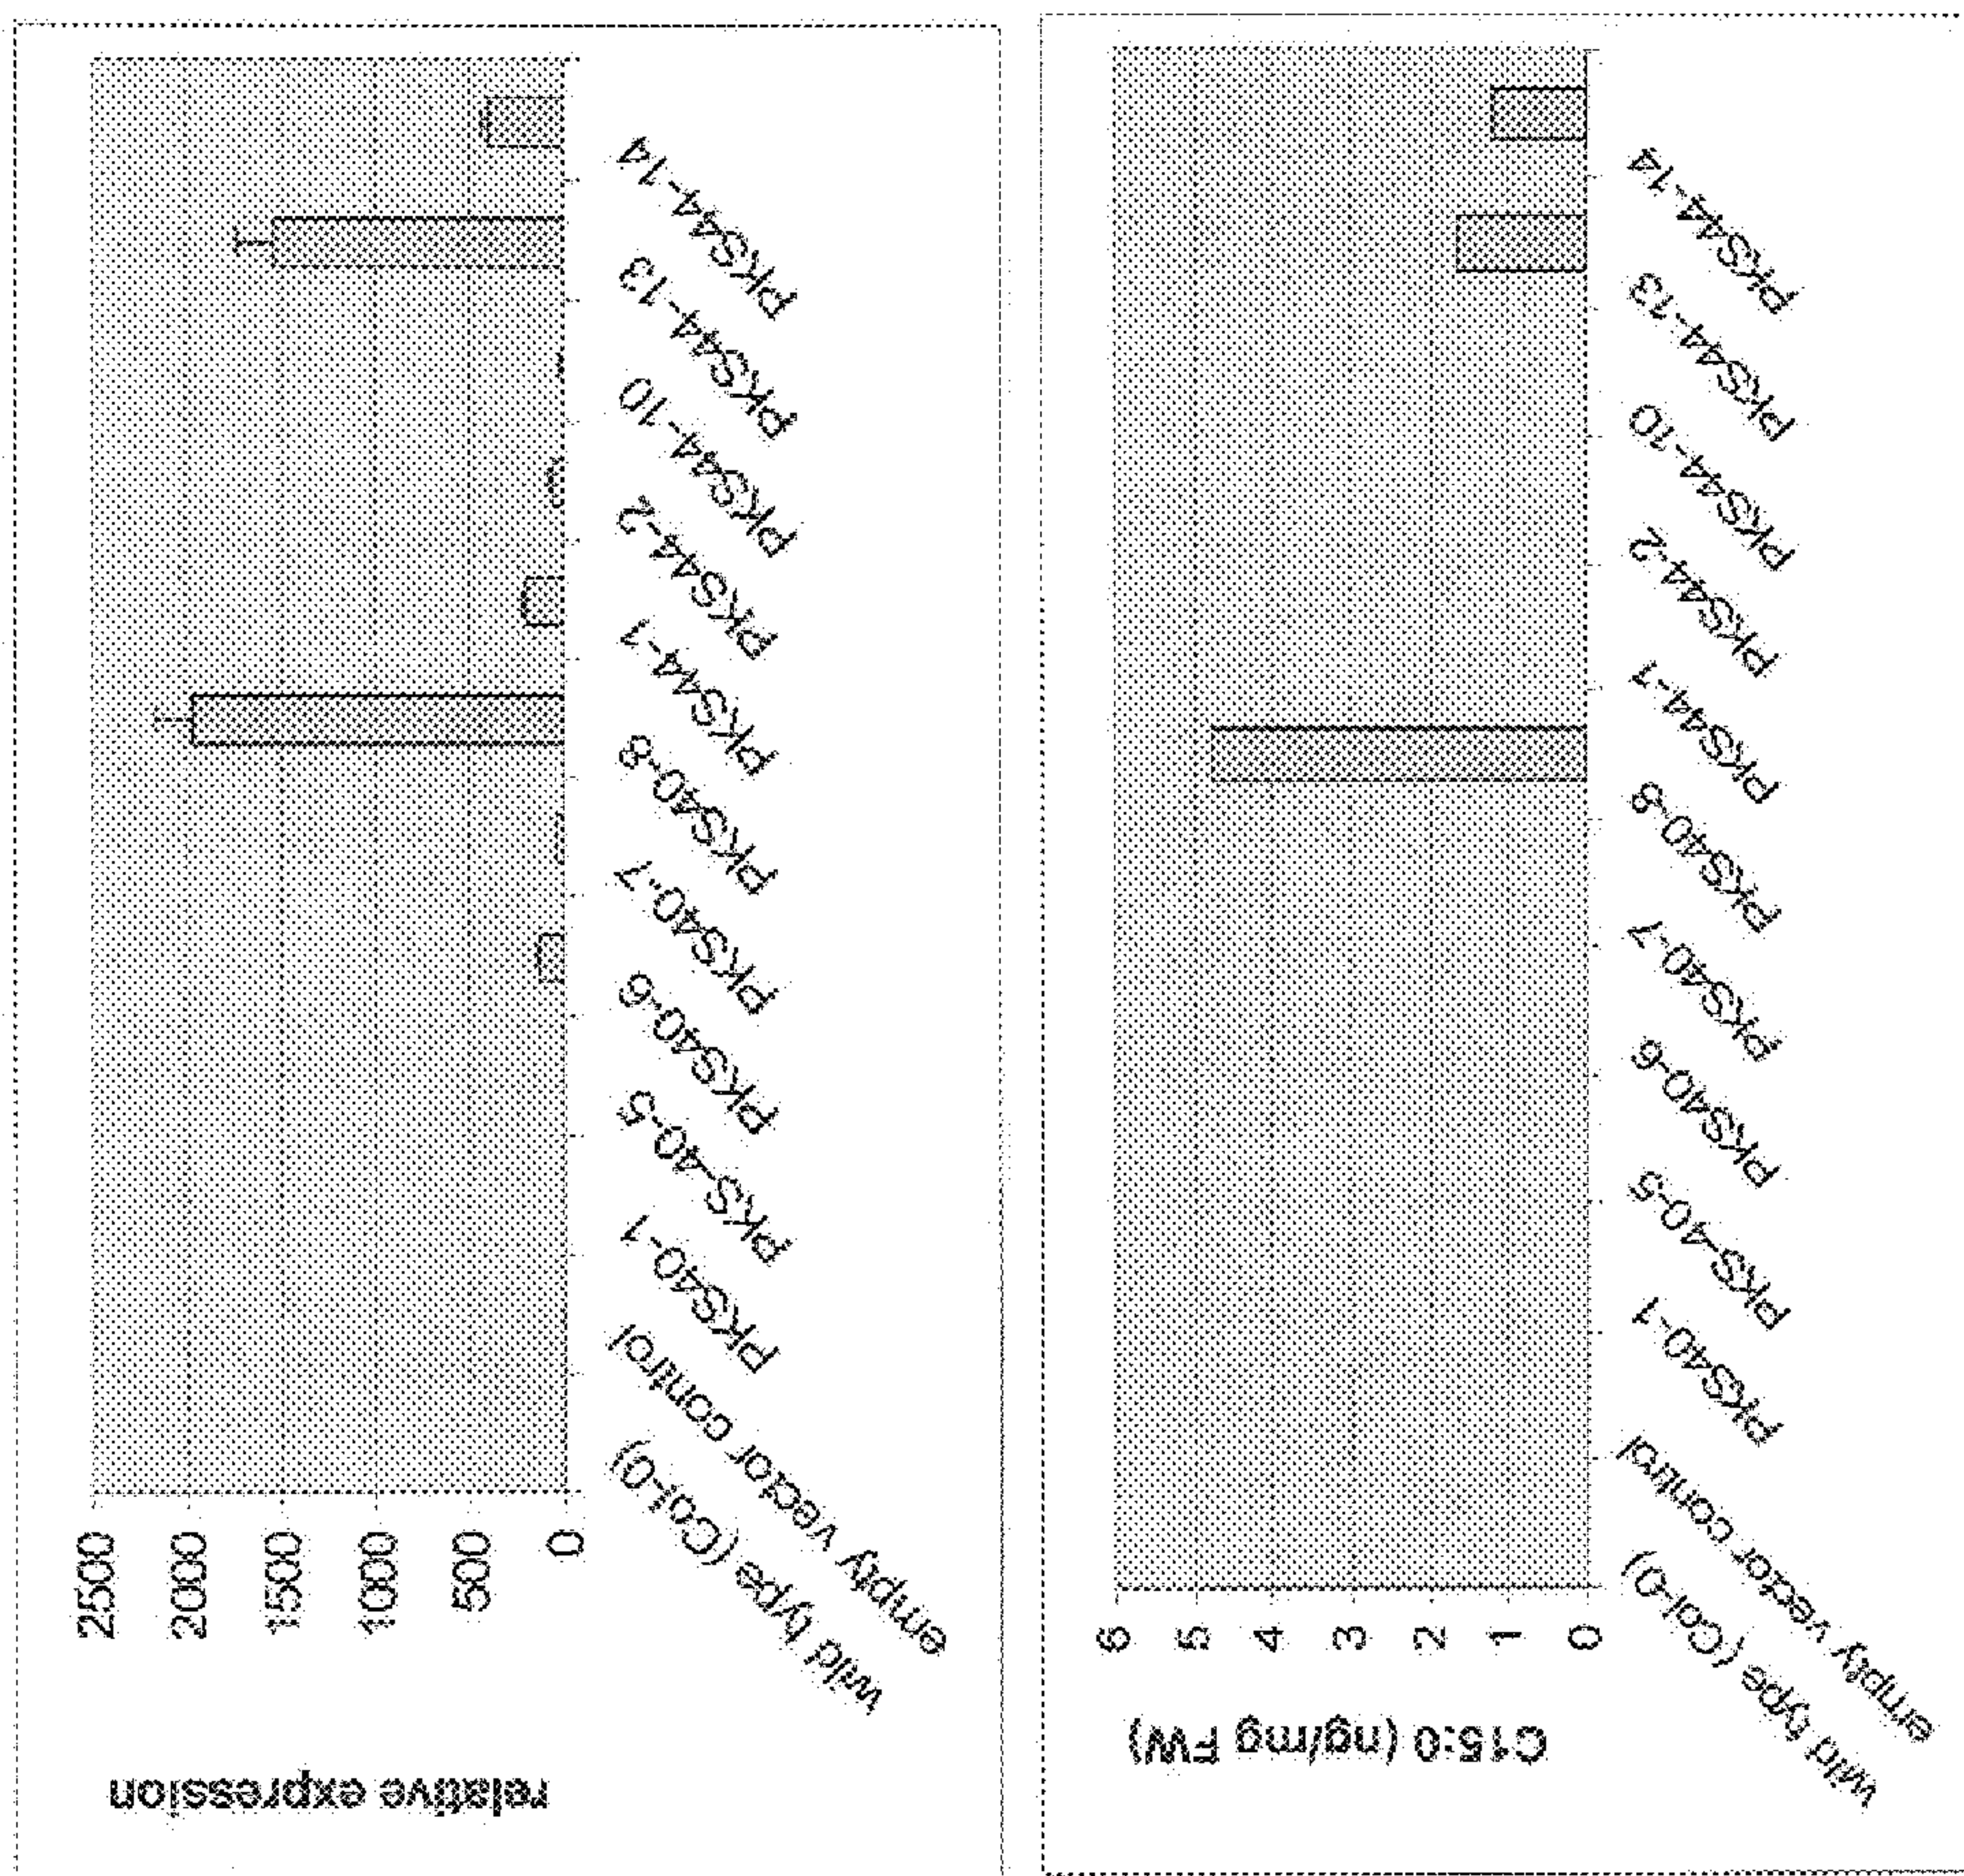 relative expression
2500
2000
1500
1000
500
0
wild type (Col-0)
empty vector control
PKS40-1
PKS-40-5
PKS40-6
PKS40-7
PKS40-8
PKS44-1
PKS44-2
PKS44-10
PKS44-13
PKS44-14
C15:0 (ng/mg FW)
6
5
4
3
2
1
0
wild type (Col-0)
empty vector control
PKS40-1
PKS-40-5
PKS40-6
PKS40-7
PKS40-8
PKS44-1
PKS44-2
PKS44-10
PKS44-13
PKS44-14